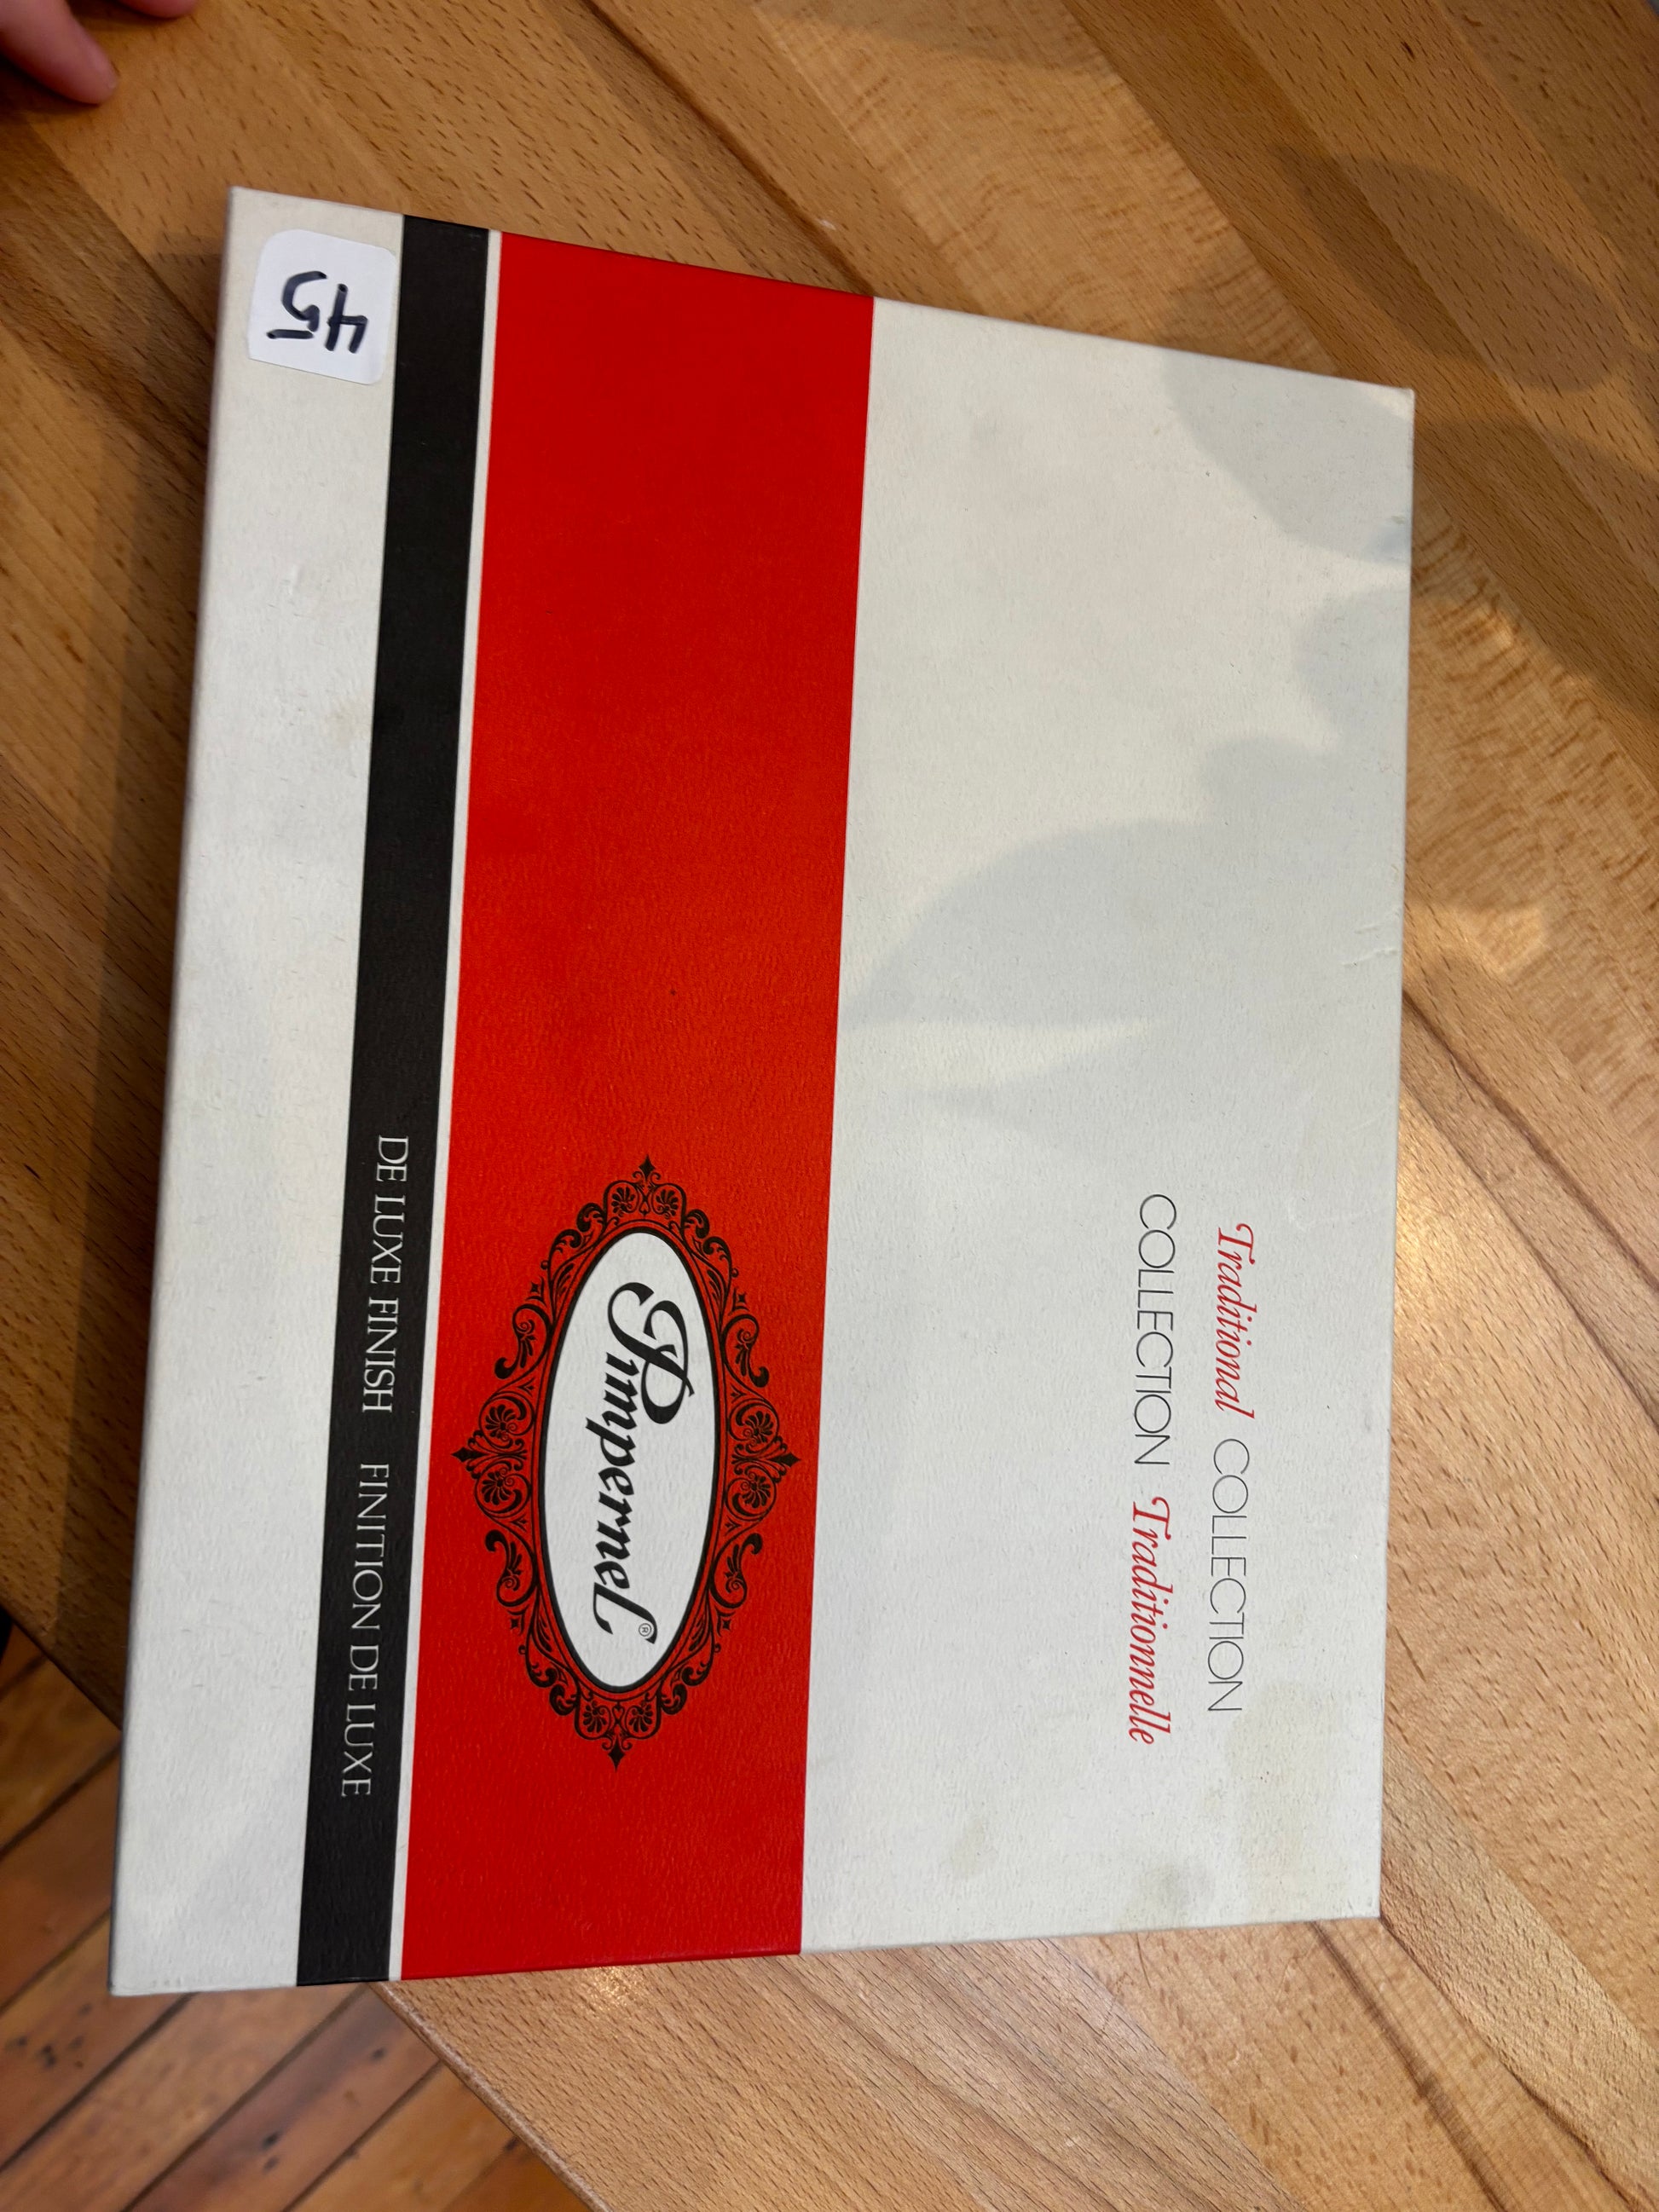 Traditional COLLECTION
COLLECTION Traditionnelle
Pimpernel®
DE LUXE FINISH FINITION DE LUXE
45